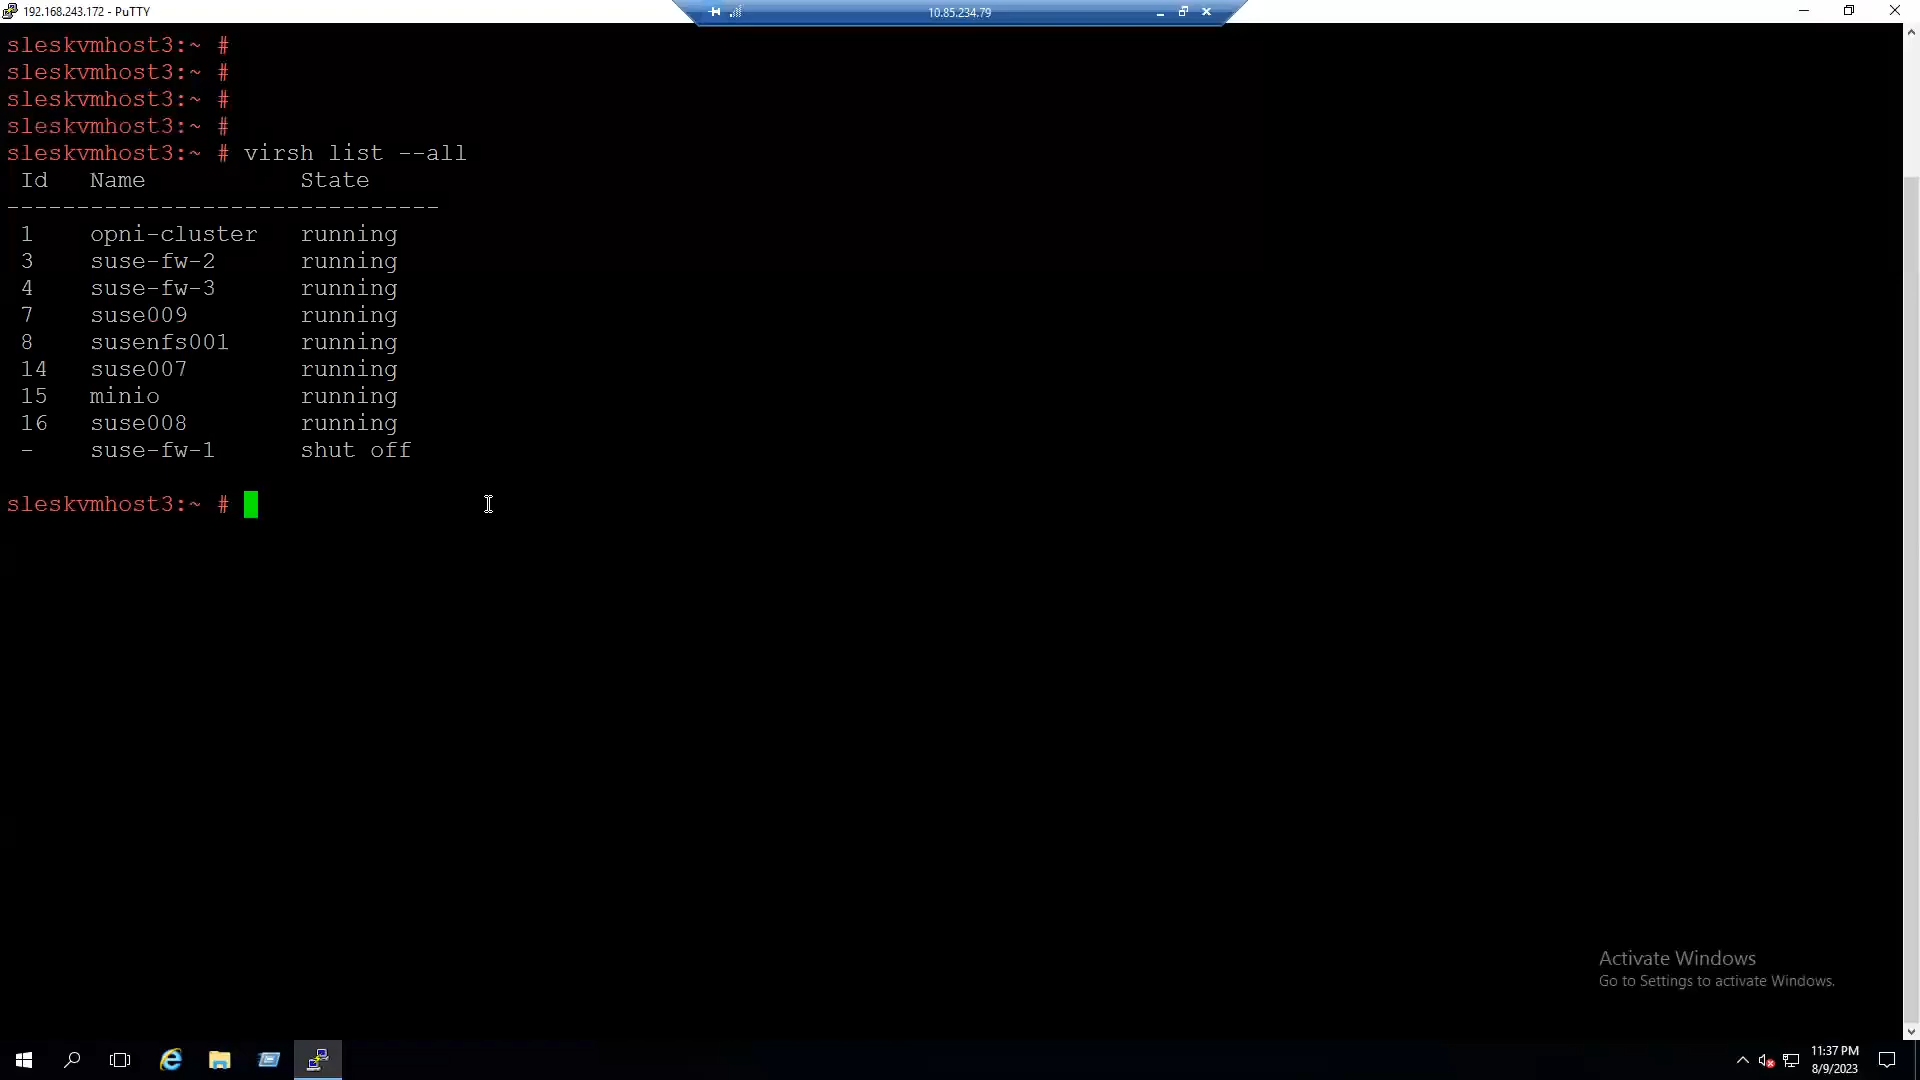 192.168.243.172 - PuTTY
10.85.234.79
sleskvmhost3:~ #
sleskvmhost3:~ #
sleskvmhost3:~ #
sleskvmhost3:~ #
sleskvmhost3:~ # virsh list --all
Id Name State
-------------------------------
1 opni-cluster running
3 suse-fw-2 running
4 suse-fw-3 running
7 suse009 running
8 susenfs001 running
14 suse007 running
15 minio running
16 suse008 running
- suse-fw-1 shut off
sleskvmhost3:~ #
Activate Windows
Go to Settings to activate Windows.
11:37 PM
8/9/2023